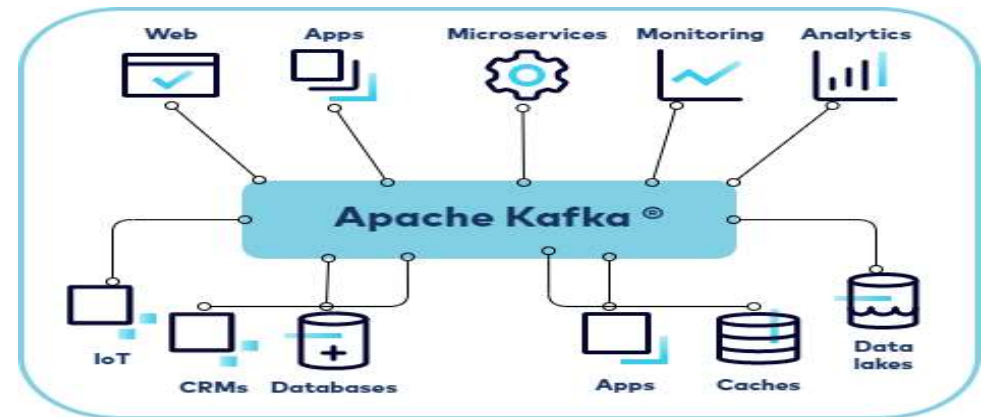 Web
Apps
Microservices
Monitoring
Analytics
Apache Kafka ®
IoT
CRMs
Databases
Apps
Caches
Data
lakes